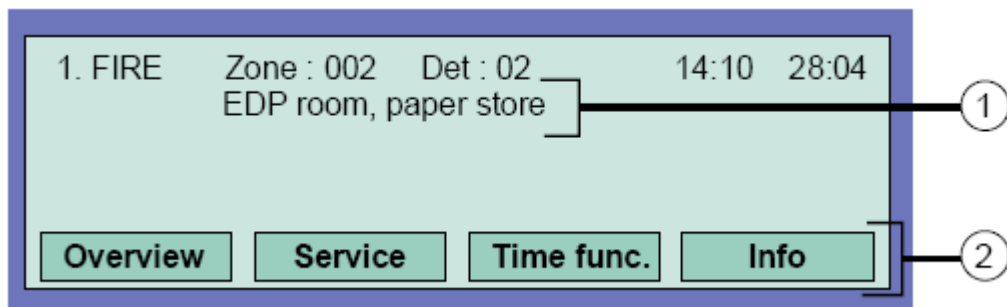 1. FIRE Zone : 002 Det : 02 14:10 28:04
EDP room, paper store
1
Overview Service Time func. Info
2